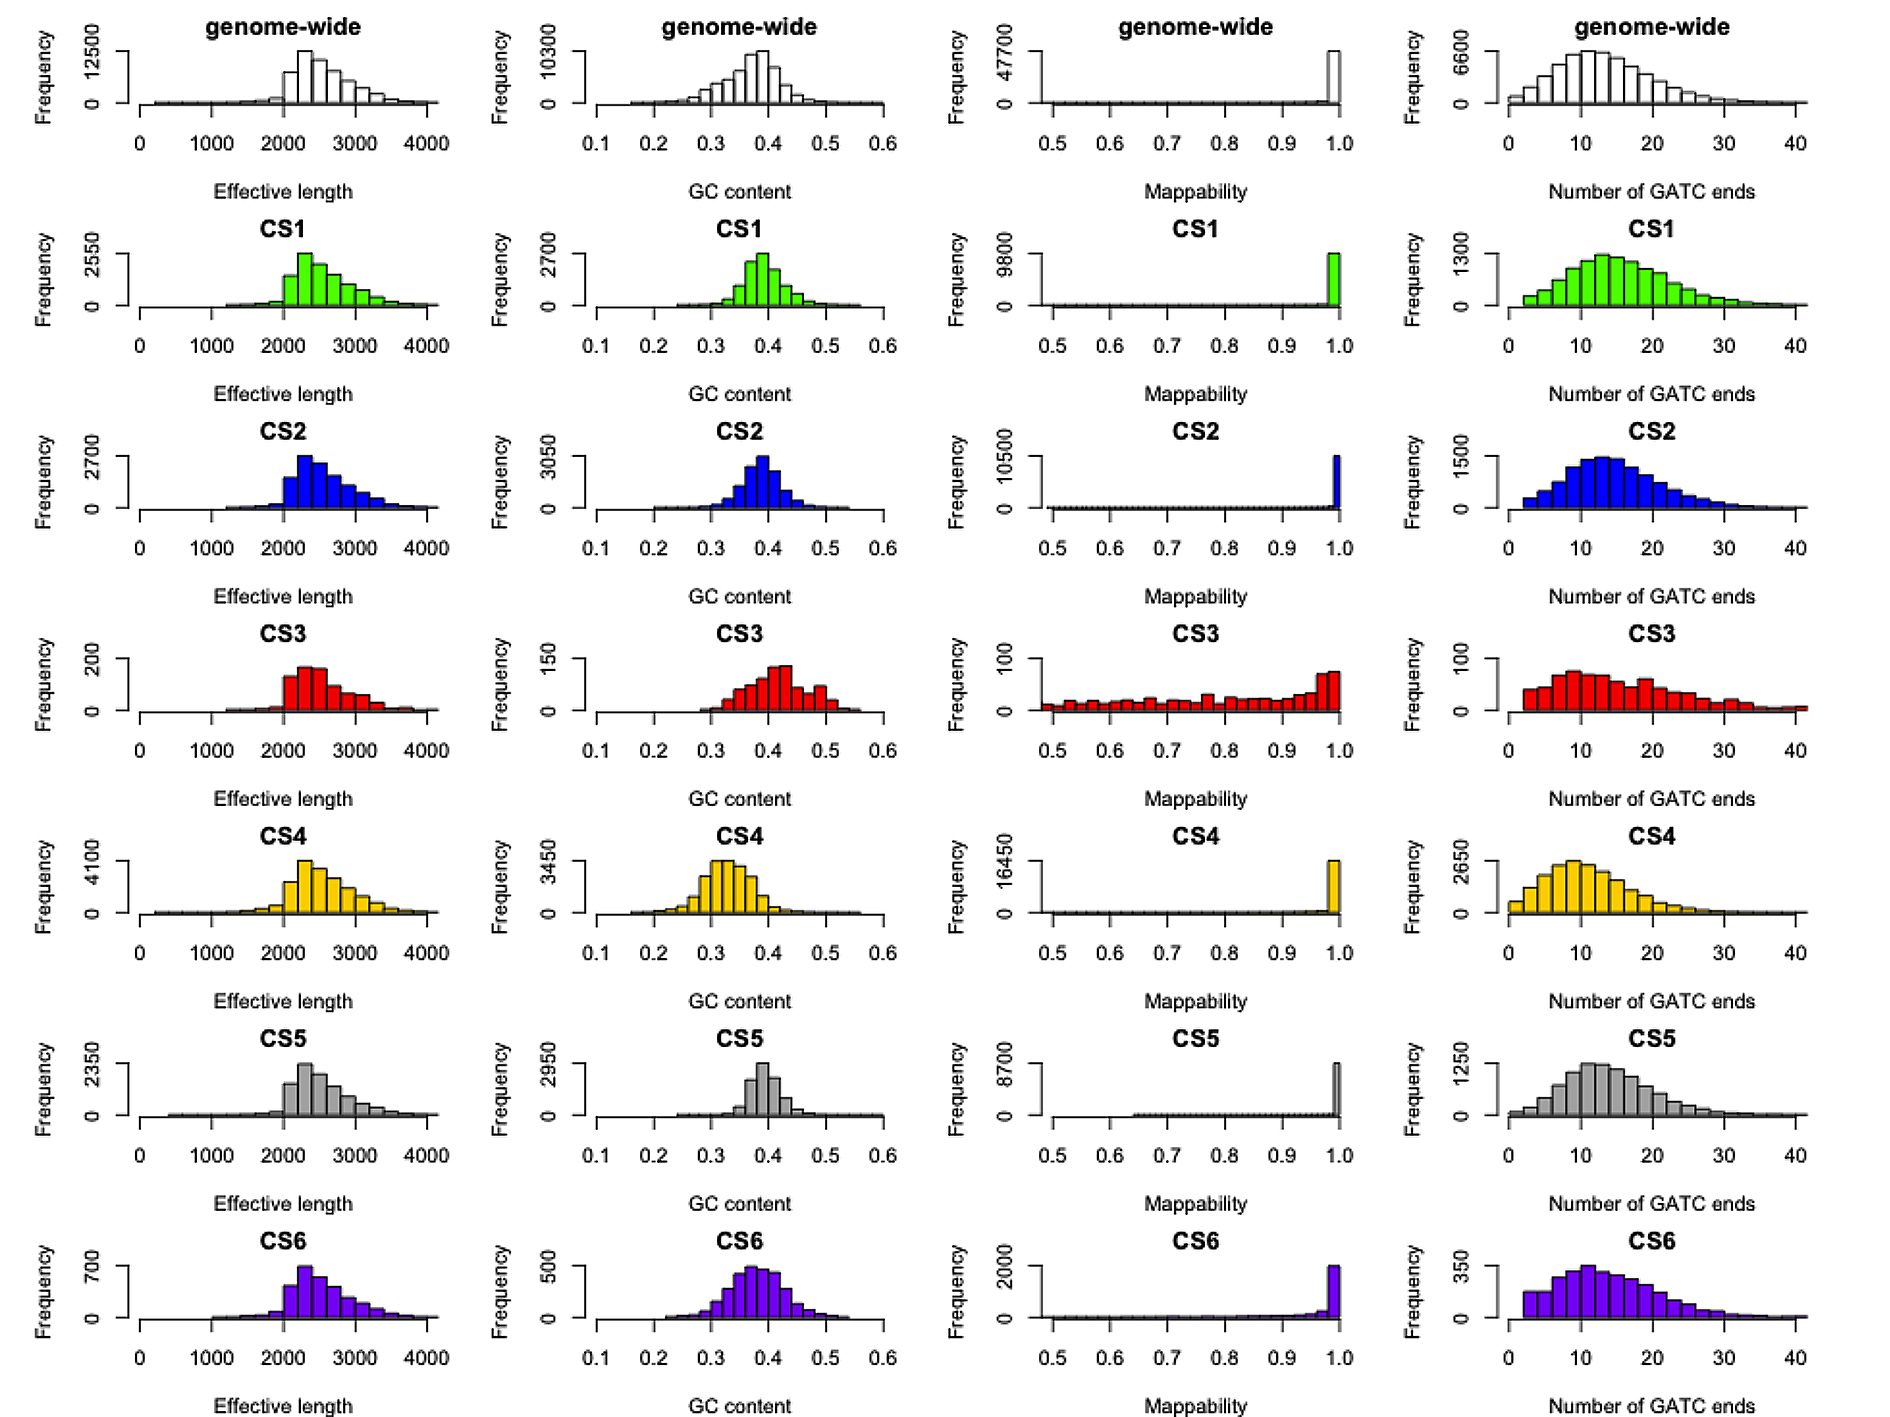 genome-wide genome-wide genome-wide genome-wide
Frequency 0 12500 Frequency 0 10300 Frequency 0 47700 Frequency 0 6600
0 1000 2000 3000 4000 0.1 0.2 0.3 0.4 0.5 0.6 0.5 0.6 0.7 0.8 0.9 1.0 0 10 20 30 40
Effective length GC content Mappability Number of GATC ends
CS1 CS1 CS1 CS1
Frequency 0 2550 Frequency 0 2700 Frequency 0 9800 Frequency 0 1300
0 1000 2000 3000 4000 0.1 0.2 0.3 0.4 0.5 0.6 0.5 0.6 0.7 0.8 0.9 1.0 0 10 20 30 40
Effective length GC content Mappability Number of GATC ends
CS2 CS2 CS2 CS2
Frequency 0 2700 Frequency 0 3050 Frequency 0 10500 Frequency 0 1500
0 1000 2000 3000 4000 0.1 0.2 0.3 0.4 0.5 0.6 0.5 0.6 0.7 0.8 0.9 1.0 0 10 20 30 40
Effective length GC content Mappability Number of GATC ends
CS3 CS3 CS3 CS3
Frequency 0 200 Frequency 0 150 Frequency 0 100 Frequency 0 100
0 1000 2000 3000 4000 0.1 0.2 0.3 0.4 0.5 0.6 0.5 0.6 0.7 0.8 0.9 1.0 0 10 20 30 40
Effective length GC content Mappability Number of GATC ends
CS4 CS4 CS4 CS4
Frequency 0 4100 Frequency 0 3450 Frequency 0 16450 Frequency 0 2650
0 1000 2000 3000 4000 0.1 0.2 0.3 0.4 0.5 0.6 0.5 0.6 0.7 0.8 0.9 1.0 0 10 20 30 40
Effective length GC content Mappability Number of GATC ends
CS5 CS5 CS5 CS5
Frequency 0 2350 Frequency 0 2950 Frequency 0 8700 Frequency 0 1250
0 1000 2000 3000 4000 0.1 0.2 0.3 0.4 0.5 0.6 0.5 0.6 0.7 0.8 0.9 1.0 0 10 20 30 40
Effective length GC content Mappability Number of GATC ends
CS6 CS6 CS6 CS6
Frequency 0 700 Frequency 0 500 Frequency 0 2000 Frequency 0 350
0 1000 2000 3000 4000 0.1 0.2 0.3 0.4 0.5 0.6 0.5 0.6 0.7 0.8 0.9 1.0 0 10 20 30 40
Effective length GC content Mappability Number of GATC ends